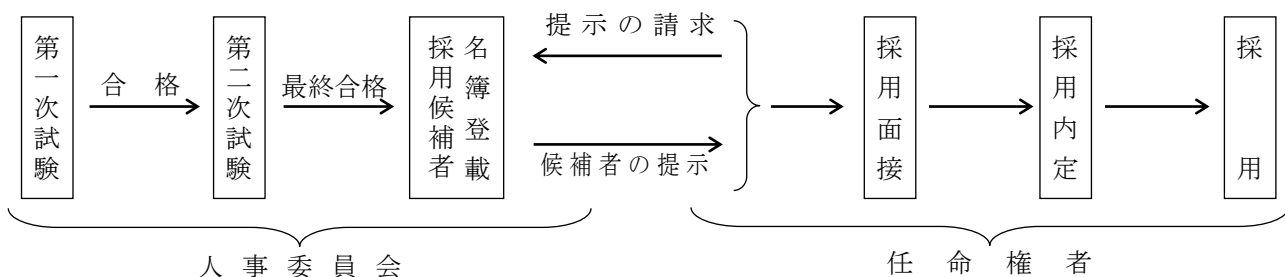 第一次試験
合格
第二次試験
最終合格
採用候補者
名簿登載
提示の請求
候補者の提示
採用面接
採用内定
採用
人事委員会
任命権者